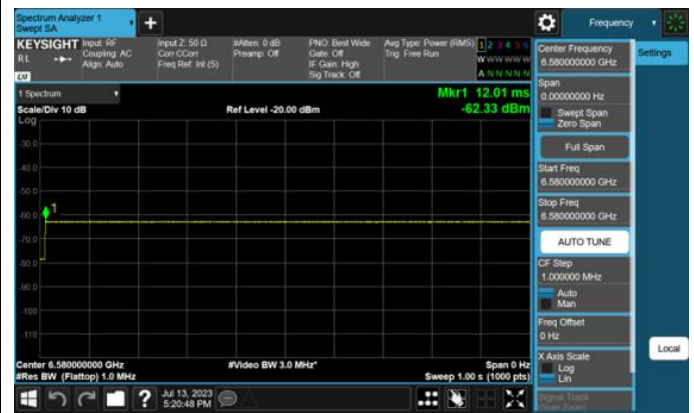 Spectrum Analyzer 1
Swept SA
Frequency
KEYSIGHT
RL
Input: RF
Coupling: AC
Align: Auto
Input Z: 50 Ω
Corr CCorr
Freq Ref: Int (S)
#Atten: 0 dB
Preamp: Off
PNO: Best Wide
Gate: Off
IF Gain: High
Sig Track: Off
Avg Type: Power (RMS)
Trig: Free Run
1 2 3 4 5 6
W W W W W W
A N N N N N
LXI
1 Spectrum
Scale/Div 10 dB
Ref Level -20.00 dBm
Mkr1 12.01 ms
-62.33 dBm
Log
-30.0
-40.0
-50.0
-60.0
-70.0
-80.0
-90.0
-100
-110
1
Center 6.580000000 GHz
#Video BW 3.0 MHz*
Span 0 Hz
#Res BW (Flattop) 1.0 MHz
Sweep 1.00 s (1000 pts)
Jul 13, 2023
5:20:48 PM
Center Frequency
6.580000000 GHz
Settings
Span
0.00000000 Hz
Swept Span
Zero Span
Full Span
Start Freq
6.580000000 GHz
Stop Freq
6.580000000 GHz
AUTO TUNE
CF Step
1.000000 MHz
Auto
Man
Freq Offset
0 Hz
X Axis Scale
Log
Lin
Local
Signal Track
(Span Zoom)